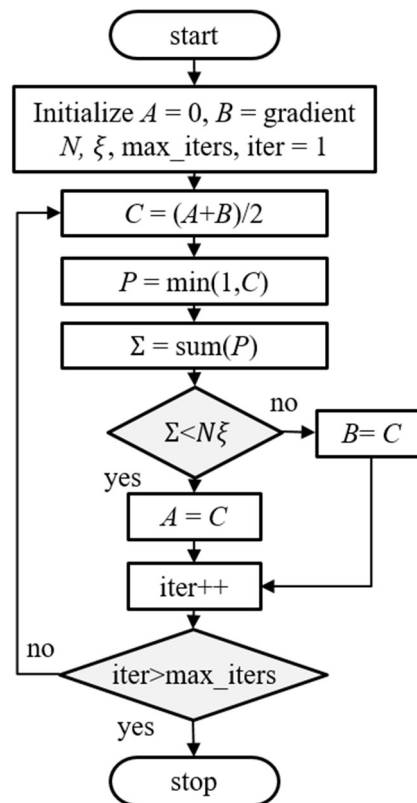 start
Initialize A = 0, B = gradient
N, ξ, max_iters, iter = 1
C = (A+B)/2
P = min(1,C)
Σ = sum(P)
Σ<Nξ
no
B= C
yes
A = C
iter++
no
iter>max_iters
yes
stop